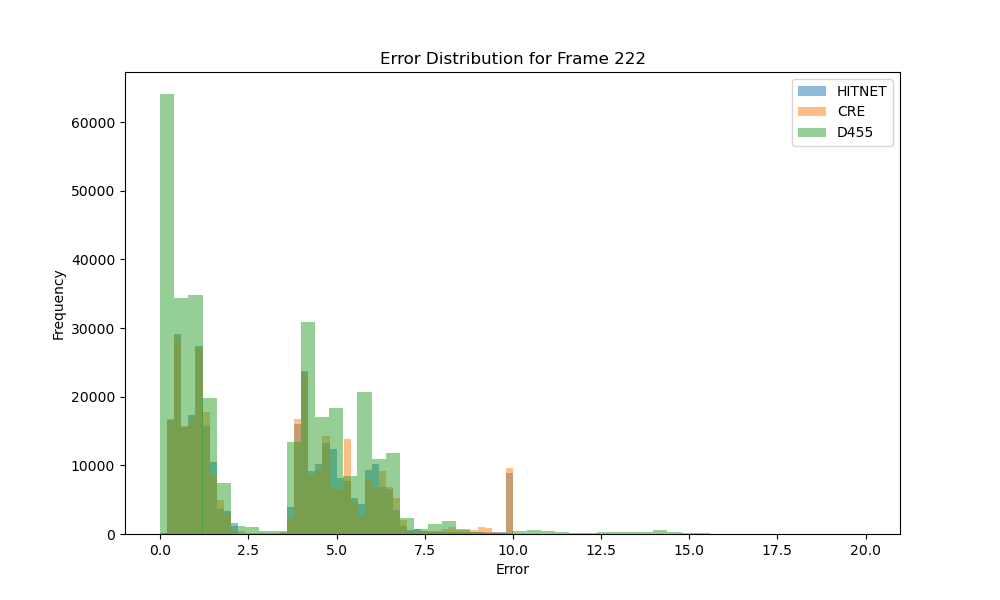 Error Distribution for Frame 222
HITNET
CRE
D455
60000
50000
40000
30000
20000
10000
0
Frequency
0.0 2.5 5.0 7.5 10.0 12.5 15.0 17.5 20.0
Error